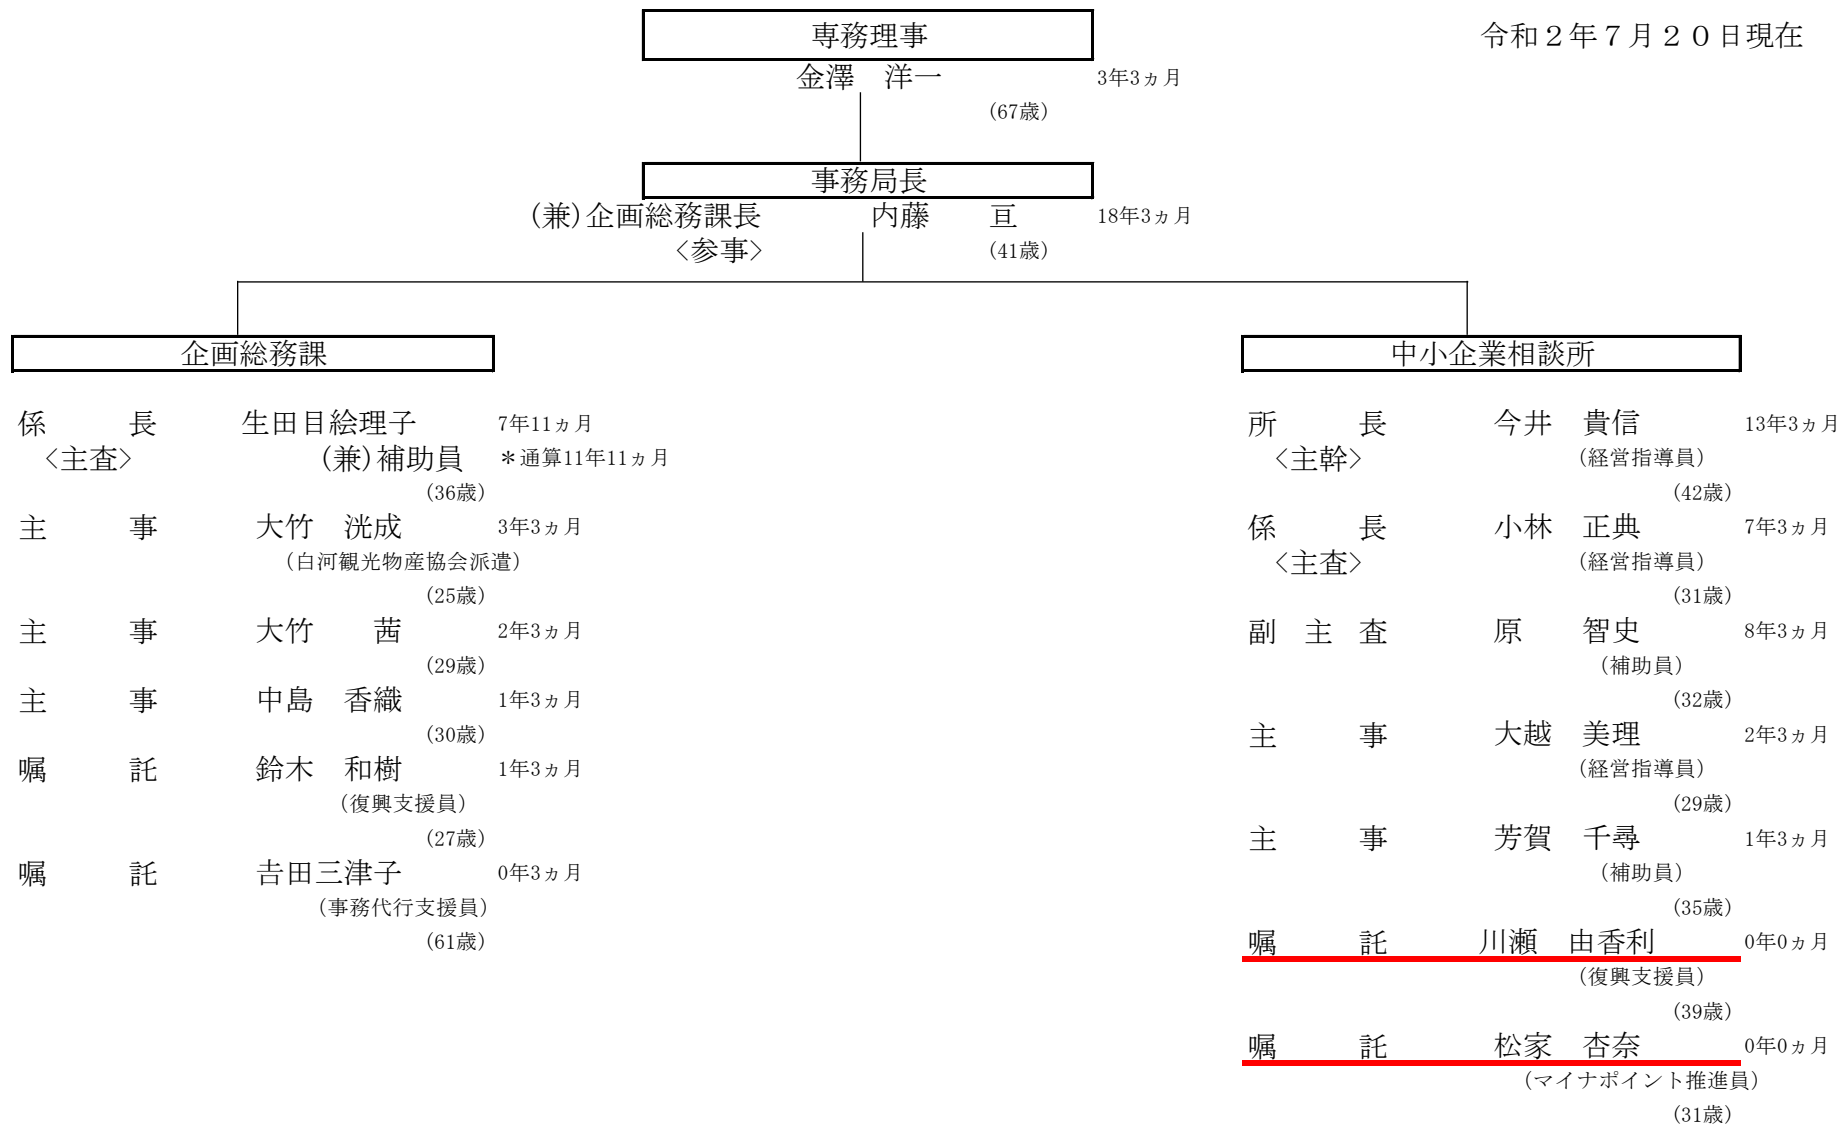 専務理事
令和２年７月２０日現在
金澤　洋一　3年3ヵ月
(67歳)
事務局長
(兼)企画総務課長　内藤　亘　18年3ヵ月
<参事>　(41歳)
企画総務課
係　長　生田目絵理子　7年11ヵ月
<主査>　(兼)補助員　＊通算11年11ヵ月
(36歳)
主　事　大竹　洸成　3年3ヵ月
(白河観光物産協会派遣)
(25歳)
主　事　大竹　茜　2年3ヵ月
(29歳)
主　事　中島　香織　1年3ヵ月
(30歳)
嘱　託　鈴木　和樹　1年3ヵ月
(復興支援員)
(27歳)
嘱　託　𠮷田三津子　0年3ヵ月
(事務代行支援員)
(61歳)
中小企業相談所
所　長　今井　貴信　13年3ヵ月
<主幹>　(経営指導員)
(42歳)
係　長　小林　正典　7年3ヵ月
<主査>　(経営指導員)
(31歳)
副　主　査　原　智史　8年3ヵ月
(補助員)
(32歳)
主　事　大越　美理　2年3ヵ月
(経営指導員)
(29歳)
主　事　芳賀　千尋　1年3ヵ月
(補助員)
(35歳)
嘱　託　川瀬　由香利　0年0ヵ月
(復興支援員)
(39歳)
嘱　託　松家　杏奈　0年0ヵ月
(マイナポイント推進員)
(31歳)